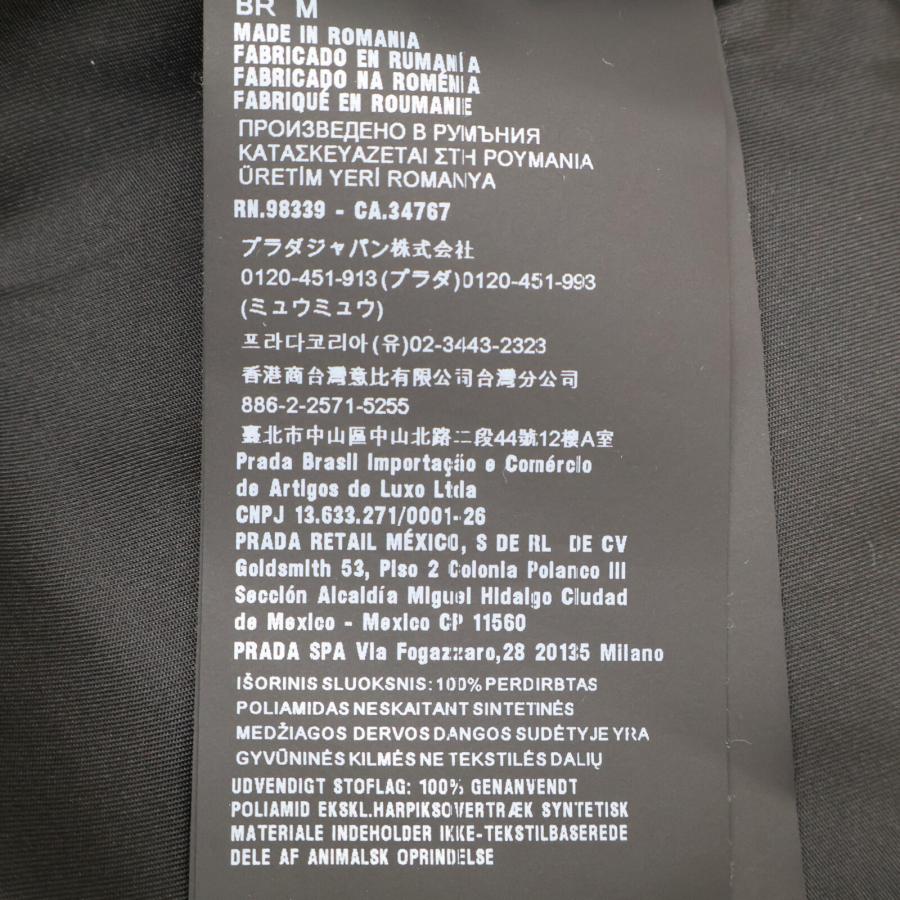 BR M
MADE IN ROMANIA
FABRICADO EN RUMANÍA
FABRICADO NA ROMÉNIA
FABRIQUÉ EN ROUMANIE
ПРОИЗВЕДЕНО В РУМЪНИЯ
ΚΑΤΑΣΚΕΥΑΖΕΤΑΙ ΣΤΗ ΡΟΥΜΑΝΙΑ
ÜRETİM YERİ ROMANYA
RN.98339 - CA.34767
プラダジャパン株式会社
0120-451-913(プラダ)0120-451-993
(ミュウミュウ)
프라다코리아(유)02-3443-2323
香港商台灣意比有限公司台灣分公司
886-2-2571-5255
臺北市中山區中山北路二段44號12樓A室
Prada Brasil Importação e Comércio
de Artigos de Luxo Ltda
CNPJ 13.633.271/0001-26
PRADA RETAIL MÉXICO, S DE RL DE CV
Goldsmith 53, Piso 2 Colonia Polanco III
Sección Alcaldía Miguel Hidalgo Ciudad
de Mexico - Mexico CP 11560
PRADA SPA Via Fogazzaro,28 20135 Milano
IŠORINIS SLUOKSNIS: 100% PERDIRBTAS
POLIAMIDAS NESKAITANT SINTETINĖS
MEDŽIAGOS DERVOS DANGOS SUDĖTYJE YRA
GYVŪNINĖS KILMĖS NE TEKSTILĖS DALIŲ
UDVENDIGT STOFLAG: 100% GENANVENDT
POLIAMID EKSKL.HARPIKSOVERTRÆK SYNTETISK
MATERIALE INDEHOLDER IKKE-TEKSTILBASEREDE
DELE AF ANIMALSK OPRINDELSE